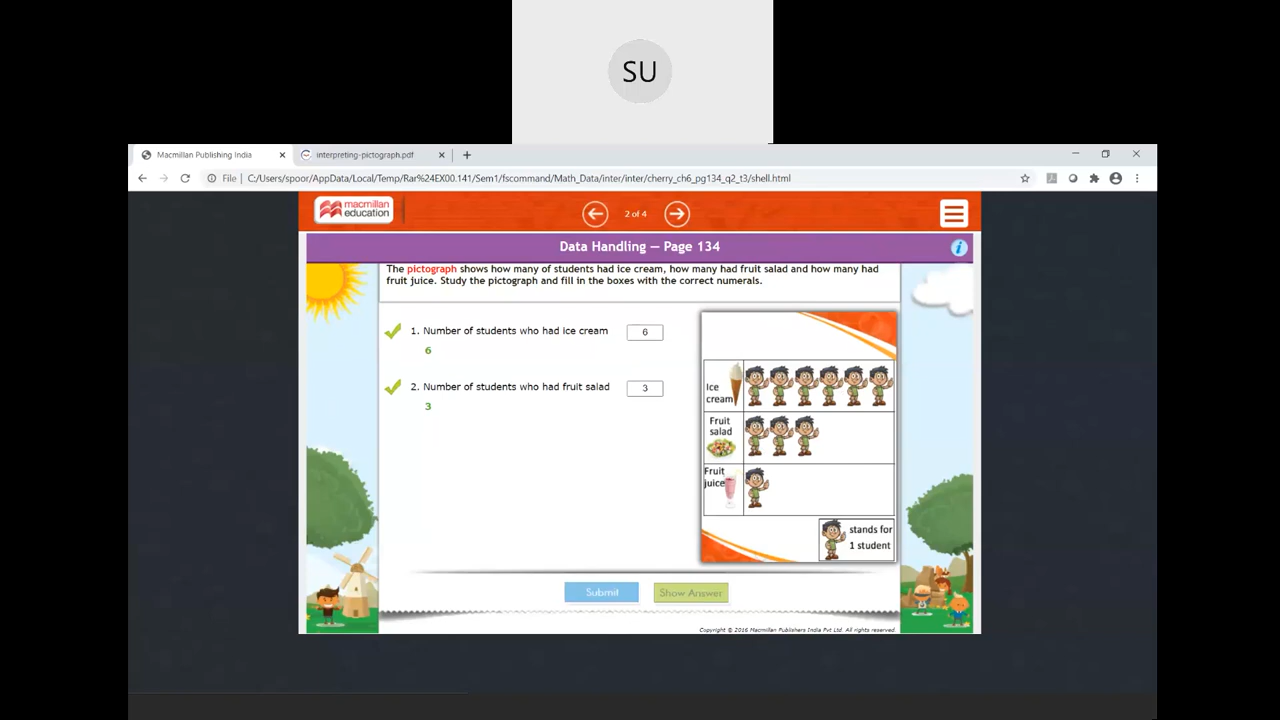 SU
Macmillan Publishing India
interpreting-pictograph.pdf
File
C:/Users/spoor/AppData/Local/Temp/Rar%24EX00.141/Sem1/fscommand/Math_Data/inter/inter/cherry_ch6_pg134_q2_t3/shell.html
macmillan
education
2 of 4
Data Handling — Page 134
i
The pictograph shows how many of students had ice cream, how many had fruit salad and how many had
fruit juice. Study the pictograph and fill in the boxes with the correct numerals.
1. Number of students who had ice cream 6
6
2. Number of students who had fruit salad 3
3
Ice
cream
Fruit
salad
Fruit
juice
stands for
1 student
Submit
Show Answer
Copyright © 2016 Macmillan Publishers India Pvt Ltd. All rights reserved.